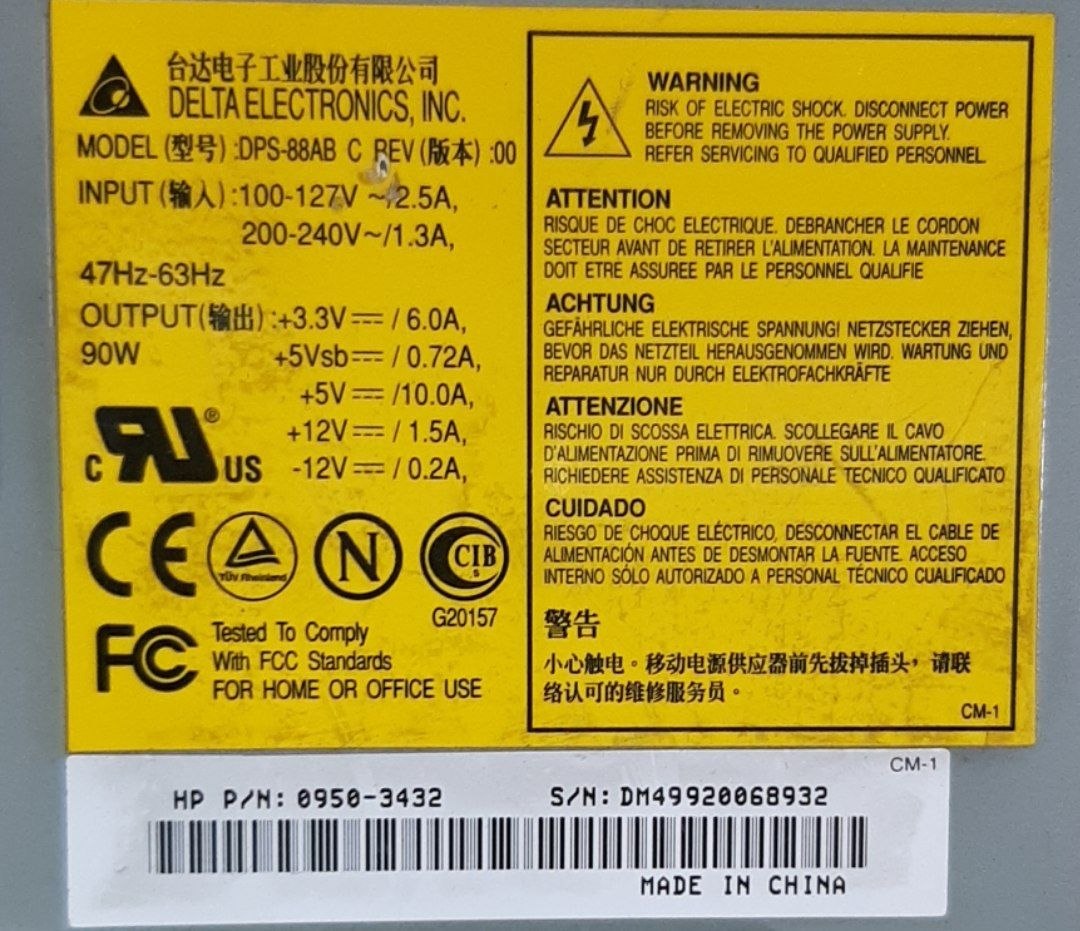 台达电子工业股份有限公司
DELTA ELECTRONICS, INC.
MODEL (型号) :DPS-88AB C REV (版本) :00
INPUT (输入) :100-127V ~/2.5A,
200-240V~/1.3A,
47Hz-63Hz
OUTPUT(输出) :+3.3V⎓ / 6.0A,
90W +5Vsb⎓ / 0.72A,
+5V⎓ /10.0A,
+12V⎓ / 1.5A,
-12V⎓ / 0.2A,
C RU ® US
CE TÜV Rheinland N CIB S
G20157
FC Tested To Comply
With FCC Standards
FOR HOME OR OFFICE USE
WARNING
RISK OF ELECTRIC SHOCK. DISCONNECT POWER
BEFORE REMOVING THE POWER SUPPLY.
REFER SERVICING TO QUALIFIED PERSONNEL
ATTENTION
RISQUE DE CHOC ELECTRIQUE. DEBRANCHER LE CORDON
SECTEUR AVANT DE RETIRER L'ALIMENTATION. LA MAINTENANCE
DOIT ETRE ASSUREE PAR LE PERSONNEL QUALIFIE
ACHTUNG
GEFÄHRLICHE ELEKTRISCHE SPANNUNG! NETZSTECKER ZIEHEN,
BEVOR DAS NETZTEIL HERAUSGENOMMEN WIRD. WARTUNG UND
REPARATUR NUR DURCH ELEKTROFACHKRÄFTE
ATTENZIONE
RISCHIO DI SCOSSA ELETTRICA. SCOLLEGARE IL CAVO
D'ALIMENTAZIONE PRIMA DI RIMUOVERE SULL'ALIMENTATORE.
RICHIEDERE ASSISTENZA DI PERSONALE TECNICO QUALIFICATO
CUIDADO
RIESGO DE CHOQUE ELÉCTRICO, DESCONNECTAR EL CABLE DE
ALIMENTACIÓN ANTES DE DESMONTAR LA FUENTE. ACCESO
INTERNO SÓLO AUTORIZADO A PERSONAL TÉCNICO CUALIFICADO
警告
小心触电。移动电源供应器前先拔掉插头，请联
络认可的维修服务员。
CM-1
CM-1
HP P/N: 0950-3432 S/N: DM49920068932
MADE IN CHINA